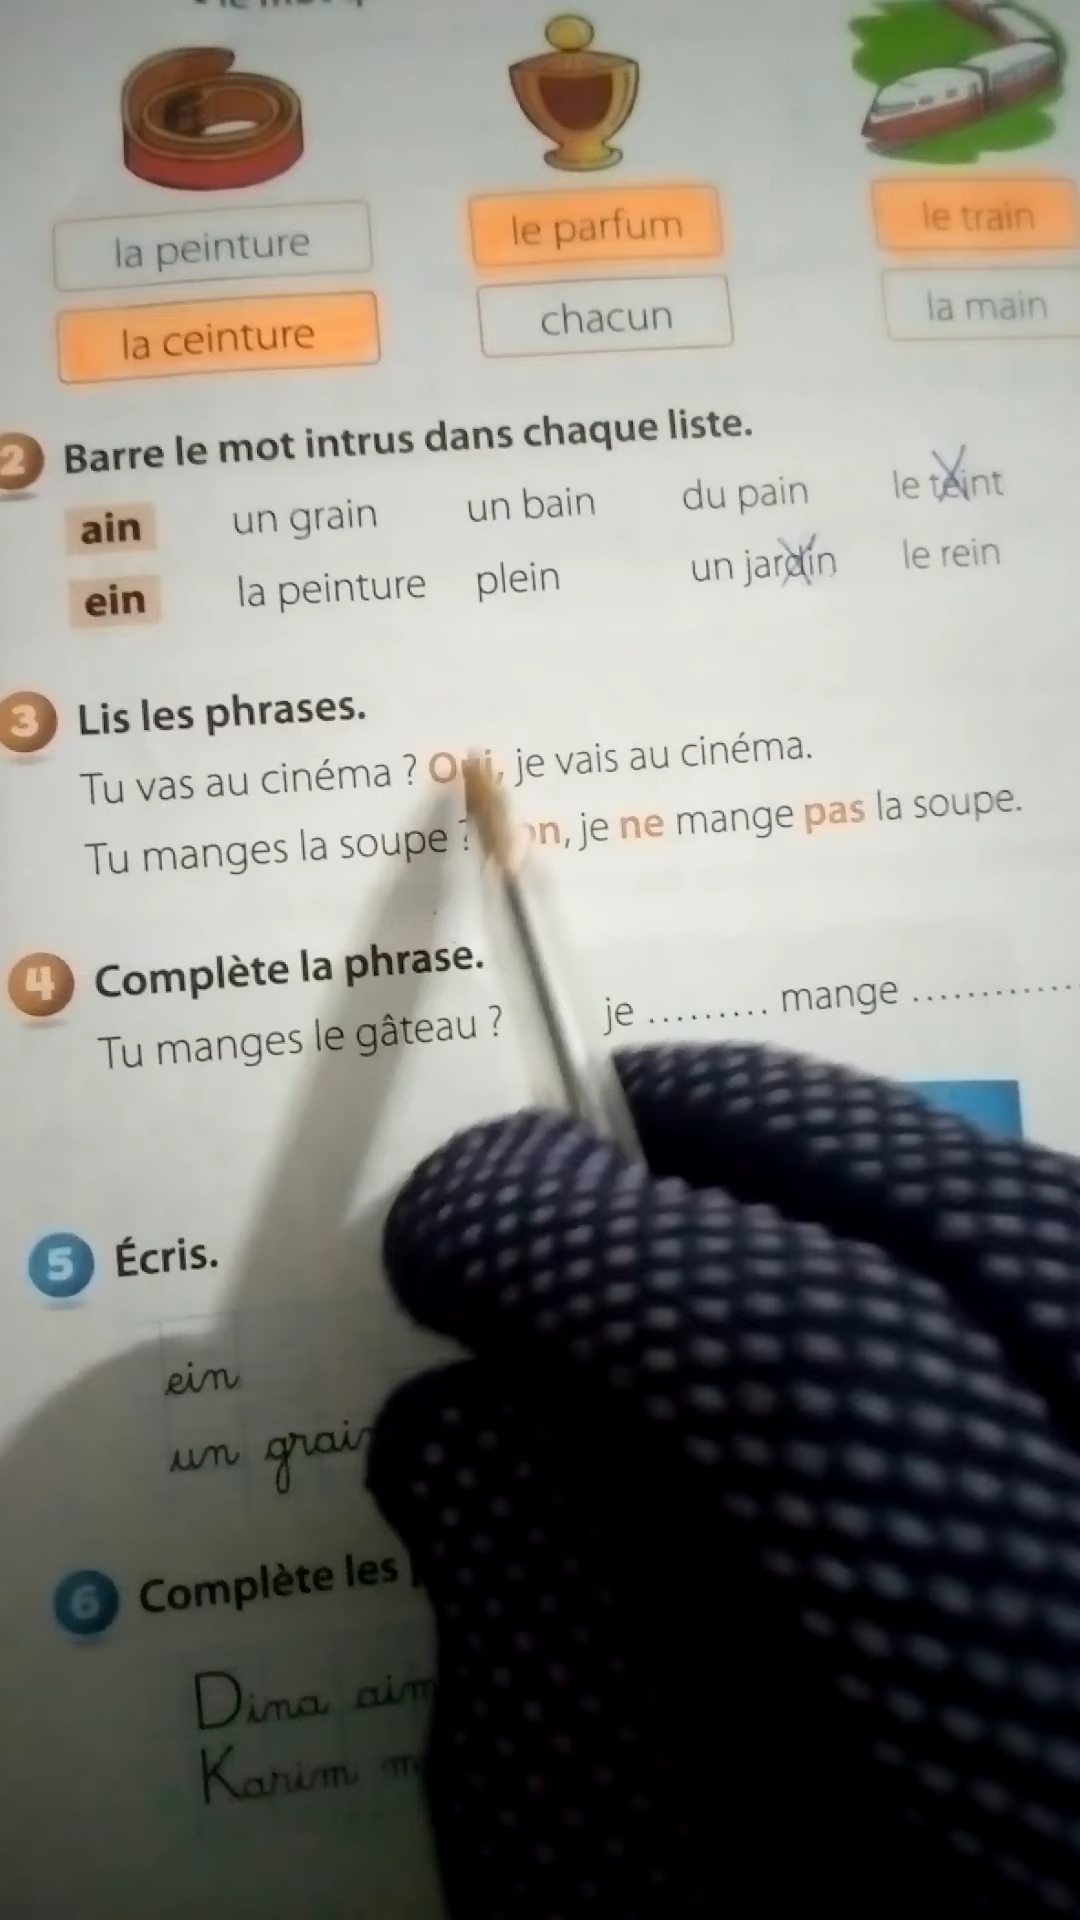 la peinture
le parfum
le train
la ceinture
chacun
la main
2 Barre le mot intrus dans chaque liste.
ain un grain un bain du pain le teint
ein la peinture plein un jardin le rein
3 Lis les phrases.
Tu vas au cinéma ? Oui, je vais au cinéma.
Tu manges la soupe ? on, je ne mange pas la soupe.
4 Complète la phrase.
Tu manges le gâteau ? je ......... mange .............
5 Écris.
ein
un grain
6 Complète les
Dina aim
Karim m